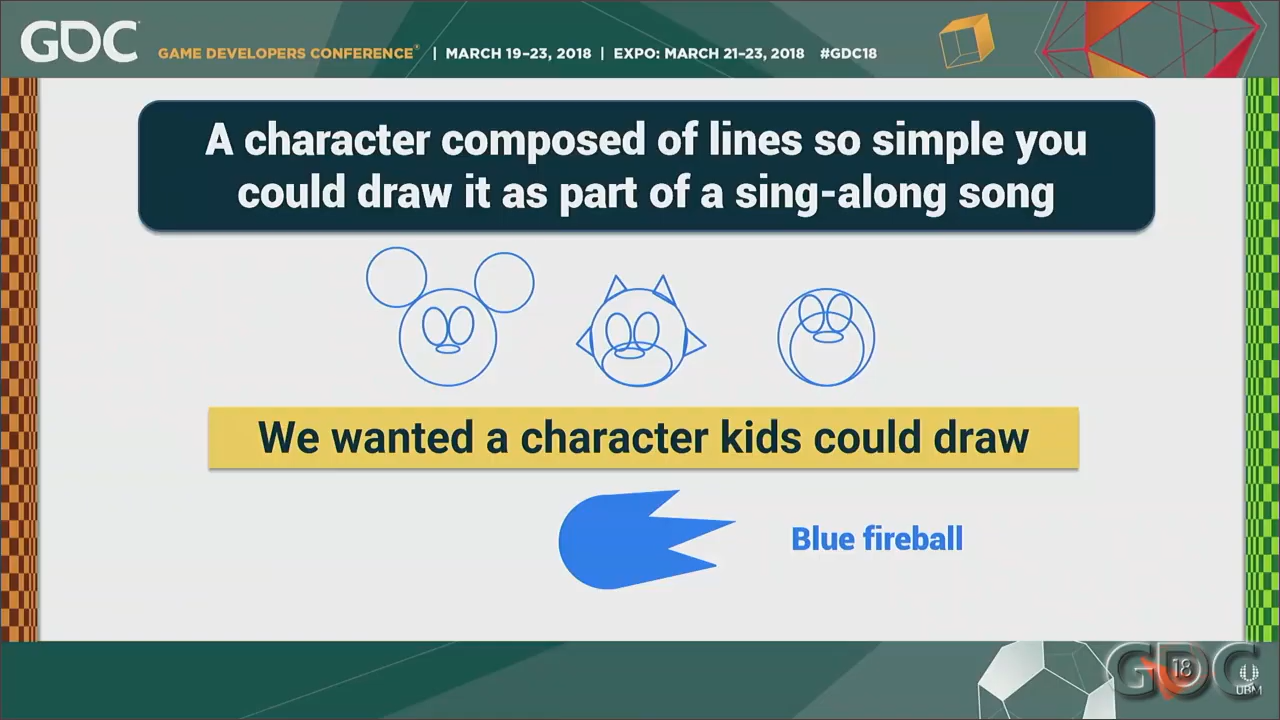 GDC
GAME DEVELOPERS CONFERENCE® | MARCH 19–23, 2018 | EXPO: MARCH 21–23, 2018 #GDC18
A character composed of lines so simple you
could draw it as part of a sing-along song
We wanted a character kids could draw
Blue fireball
GDC
18
UBM